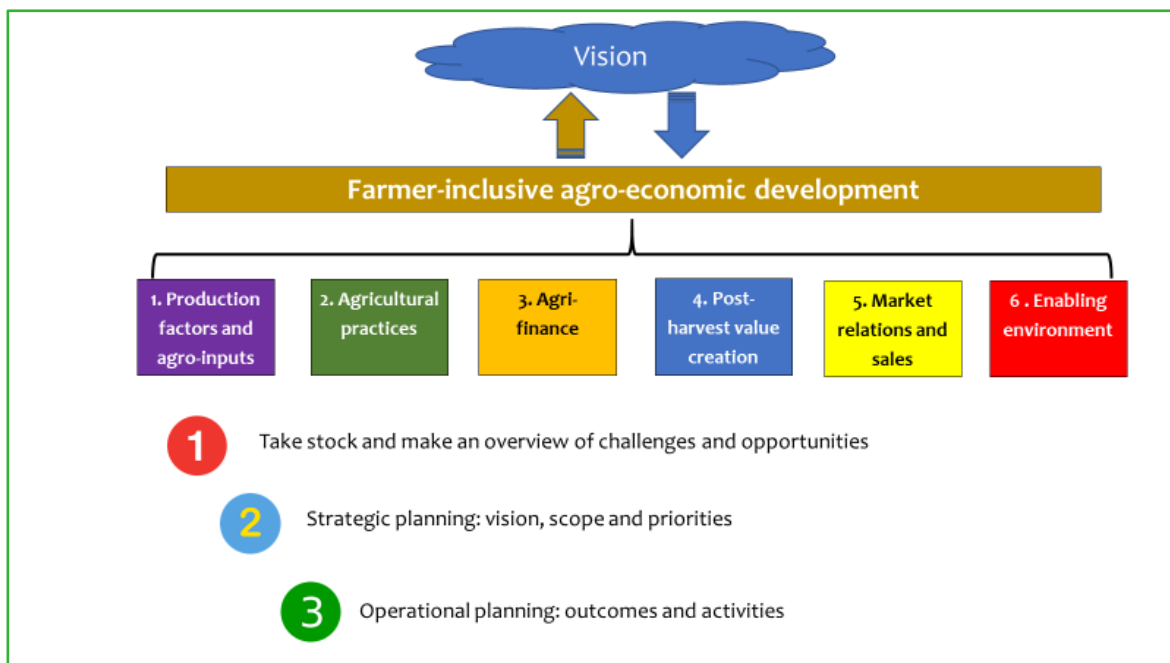 Vision
Farmer-inclusive agro-economic development
1. Production
factors and
agro-inputs
2. Agricultural
practices
3. Agri-
finance
4. Post-
harvest value
creation
5. Market
relations and
sales
6 . Enabling
environment
1
Take stock and make an overview of challenges and opportunities
2
Strategic planning: vision, scope and priorities
3
Operational planning: outcomes and activities